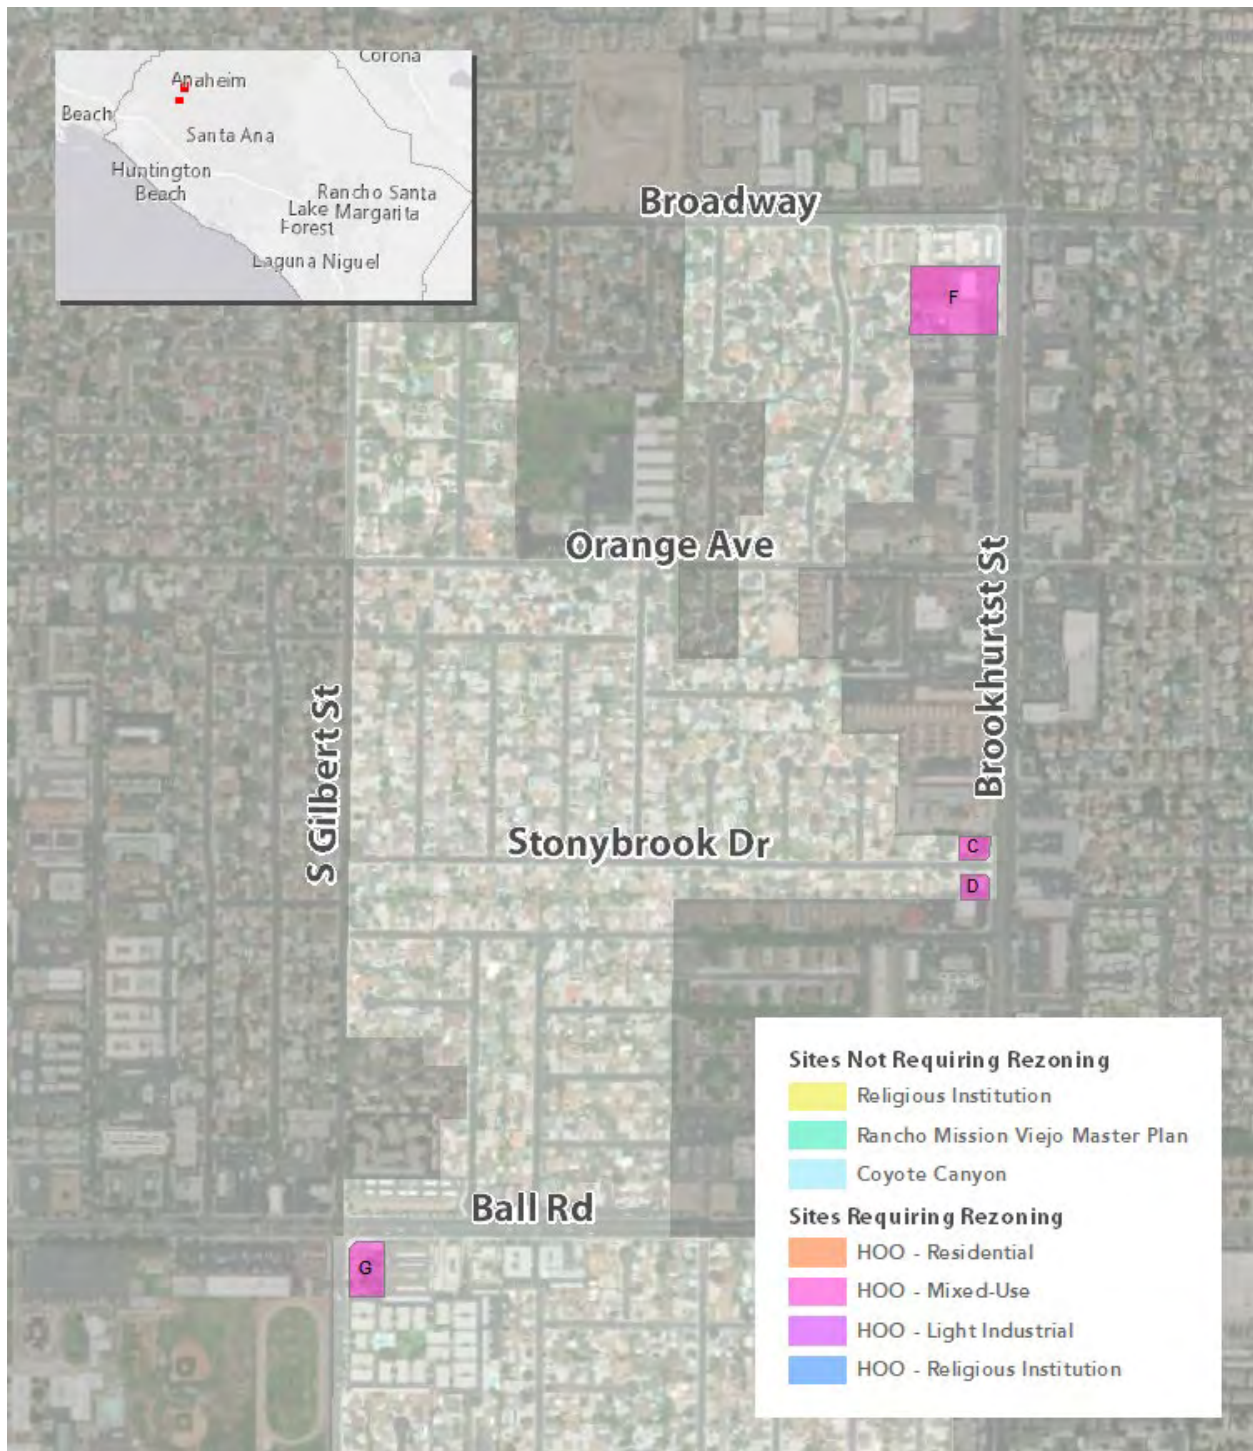 Corona
Anaheim
Beach
Santa Ana
Huntington
Beach
Rancho Santa
Lake Margarita
Forest
Laguna Niguel
Broadway
F
Orange Ave
Brookhurtst St
S Gilbert St
Stonybrook Dr
C
D
Ball Rd
G
Sites Not Requiring Rezoning
Religious Institution
Rancho Mission Viejo Master Plan
Coyote Canyon
Sites Requiring Rezoning
HOO - Residential
HOO - Mixed-Use
HOO - Light Industrial
HOO - Religious Institution